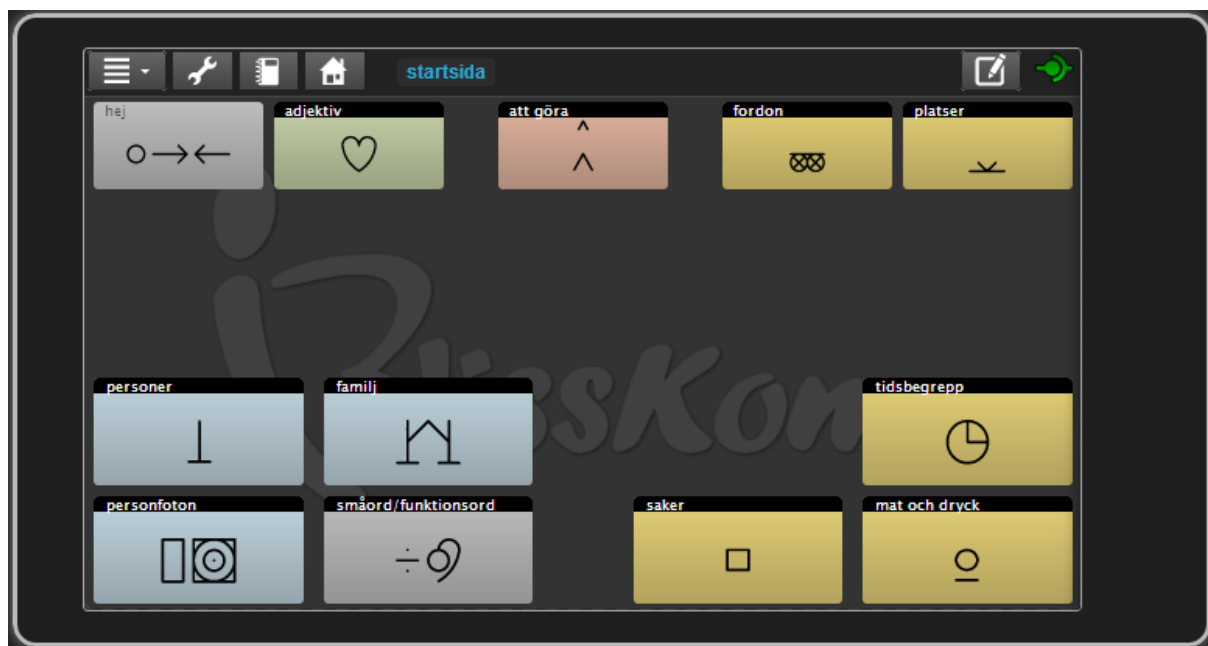 startsida
hej
adjektiv
att göra
fordon
platser
personer
familj
tidsbegrepp
personfoton
småord/funktionsord
saker
mat och dryck